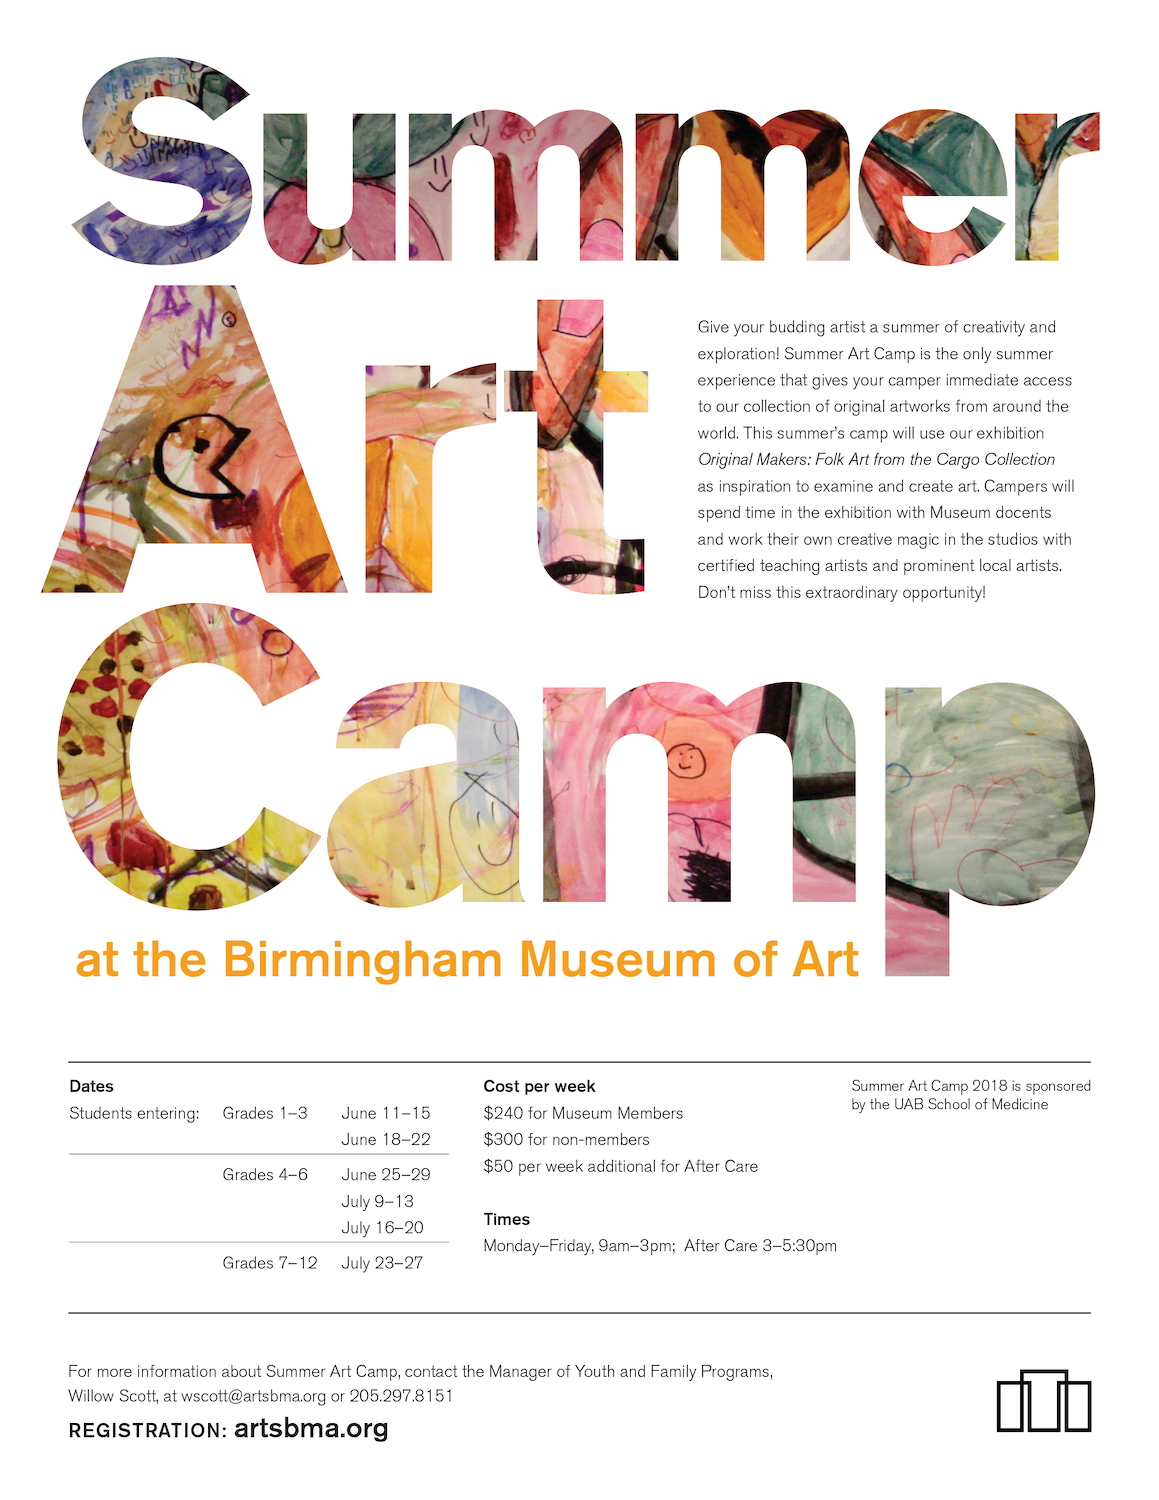 Summer
Art
Camp
Give your budding artist a summer of creativity and
exploration! Summer Art Camp is the only summer
experience that gives your camper immediate access
to our collection of original artworks from around the
world. This summer's camp will use our exhibition
Original Makers: Folk Art from the Cargo Collection
as inspiration to examine and create art. Campers will
spend time in the exhibition with Museum docents
and work their own creative magic in the studios with
certified teaching artists and prominent local artists.
Don't miss this extraordinary opportunity!
at the Birmingham Museum of Art
Dates
Students entering: Grades 1–3 June 11–15
June 18–22
Grades 4–6 June 25–29
July 9–13
July 16–20
Grades 7–12 July 23–27
Cost per week
$240 for Museum Members
$300 for non-members
$50 per week additional for After Care
Times
Monday–Friday, 9am–3pm; After Care 3–5:30pm
Summer Art Camp 2018 is sponsored
by the UAB School of Medicine
For more information about Summer Art Camp, contact the Manager of Youth and Family Programs,
Willow Scott, at wscott@artsbma.org or 205.297.8151
REGISTRATION: artsbma.org